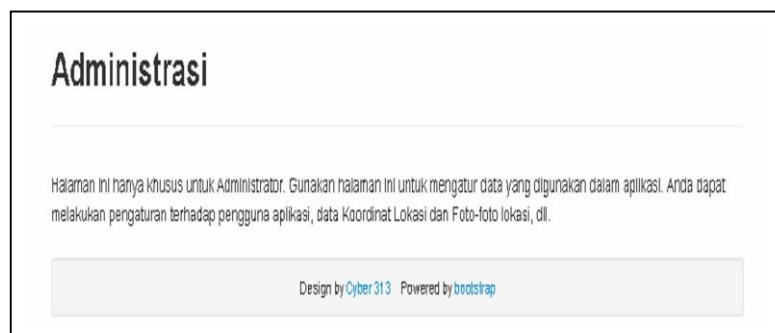 Administrasi
Halaman ini hanya khusus untuk Administrator. Gunakan halaman ini untuk mengatur data yang digunakan dalam aplikasi. Anda dapat
melakukan pengaturan terhadap pengguna aplikasi, data Koordinat Lokasi dan Foto-foto lokasi, dll.
Design by Cyber 313 Powered by bootstrap